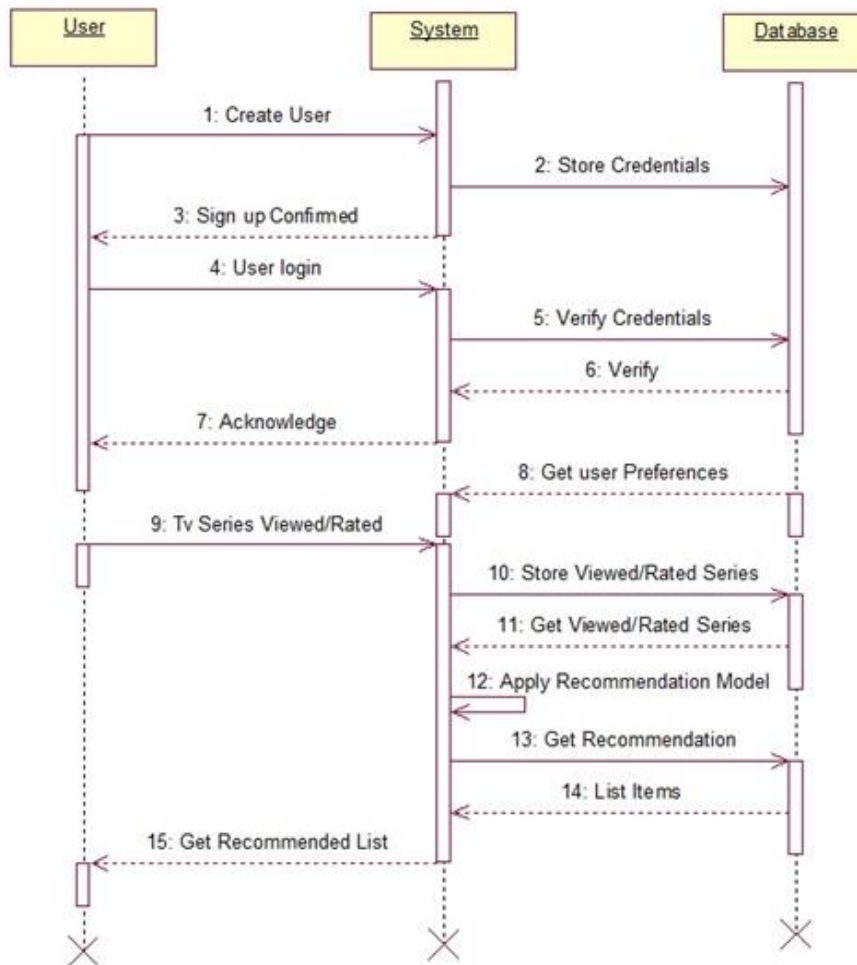 User
System
Database
1: Create User
2: Store Credentials
3: Sign up Confirmed
4: User login
5: Verify Credentials
6: Verify
7: Acknowledge
8: Get user Preferences
9: Tv Series Viewed/Rated
10: Store Viewed/Rated Series
11: Get Viewed/Rated Series
12: Apply Recommendation Model
13: Get Recommendation
14: List Items
15: Get Recommended List